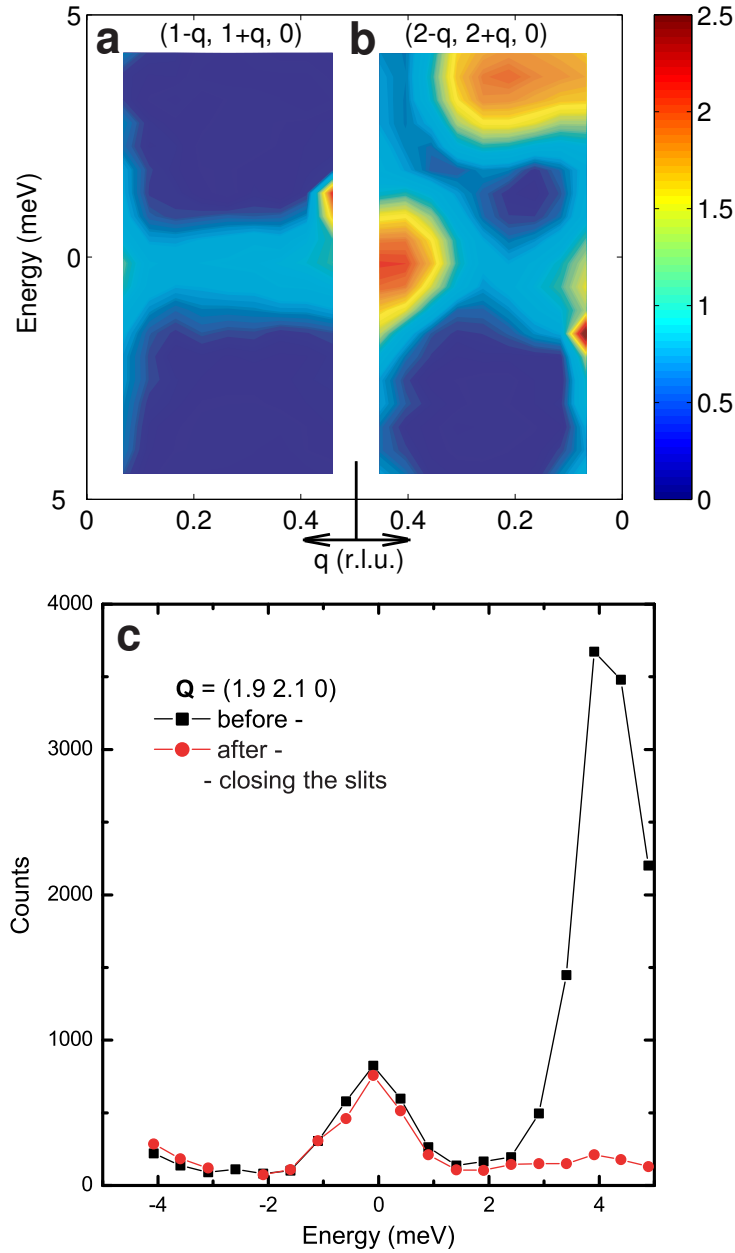 a (1-q, 1+q, 0) b (2-q, 2+q, 0)
5
0
5
Energy (meV)
0 0.2 0.4 0.4 0.2 0
q (r.l.u.)
2.5
2
1.5
1
0.5
0
c
Q = (1.9 2.1 0)
before -
after -
- closing the slits
4000
3000
2000
1000
0
Counts
-4 -2 0 2 4
Energy (meV)